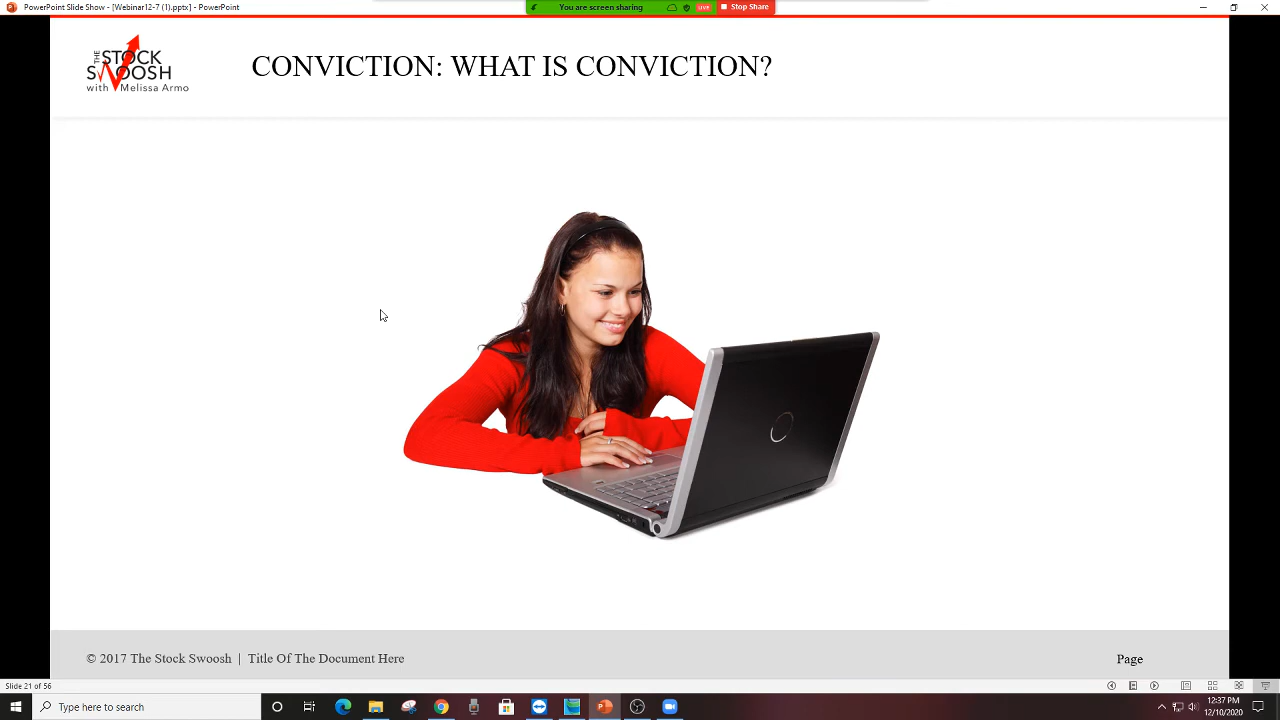 PowerPoint Slide Show - [Webinar12-7 (1).pptx] - PowerPoint
You are screen sharing
LIVE
Stop Share
THE
STOCK
SWOOSH
with Melissa Armo
CONVICTION: WHAT IS CONVICTION?
© 2017 The Stock Swoosh | Title Of The Document Here
Page
Slide 21 of 56
Type here to search
12:37 PM
12/10/2020